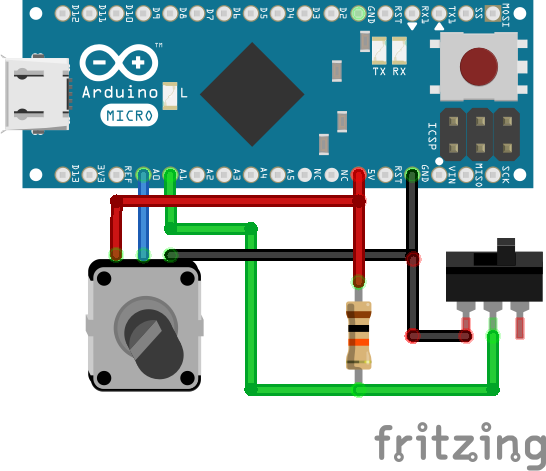 D12 D11 D10 D9 D8 D7 D6 D5 D4 D3 D2 GND RST RX1 TX1 SS MOSI
TX RX
Arduino™
L
MICRO
ICSP
D13 3V3 REF A0 A1 A2 A3 A4 A5 NC NC 5V RST GND VIN MISO SCK
fritzing